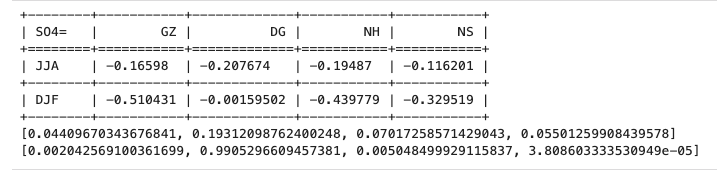 +-------+-----------+-------------+-----------+-----------+
| SO4=  |        GZ |          DG |        NH |        NS |
+=======+===========+=============+===========+===========+
| JJA   | -0.16598  | -0.207674   | -0.19487  | -0.116201 |
+-------+-----------+-------------+-----------+-----------+
| DJF   | -0.510431 | -0.00159502 | -0.439779 | -0.329519 |
+-------+-----------+-------------+-----------+-----------+
[0.04409670343676841, 0.19312098762400248, 0.07017258571429043, 0.05501259908439578]
[0.002042569100361699, 0.9905296609457381, 0.005048499929115837, 3.808603333530949e-05]